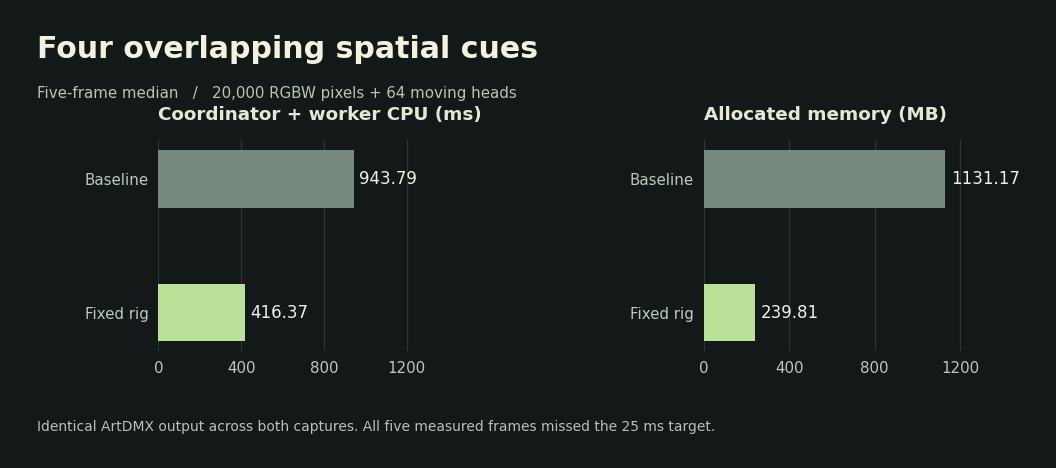 Four overlapping spatial cues
Five-frame median / 20,000 RGBW pixels + 64 moving heads
Coordinator + worker CPU (ms)
Baseline 943.79
Fixed rig 416.37
0 400 800 1200
Allocated memory (MB)
Baseline 1131.17
Fixed rig 239.81
0 400 800 1200
Identical ArtDMX output across both captures. All five measured frames missed the 25 ms target.